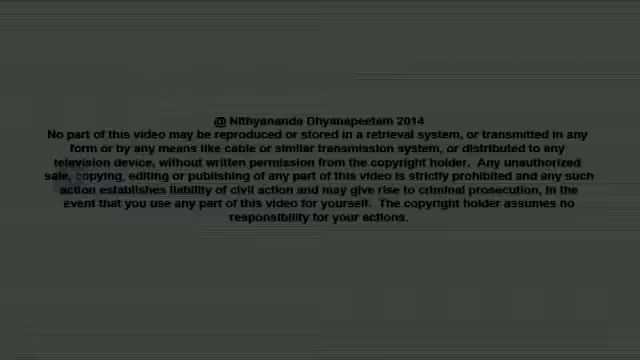 @ Nithyananda Dhyanapeetam 2014
No part of this video may be reproduced or stored in a retrieval system, or transmitted in any
form or by any means like cable or similar transmission system, or distributed to any
television device, without written permission from the copyright holder. Any unauthorized
sale, copying, editing or publishing of any part of this video is strictly prohibited and any such
action establishes liability of civil action and may give rise to criminal prosecution, in the
event that you use any part of this video for yourself. The copyright holder assumes no
responsibility for your actions.